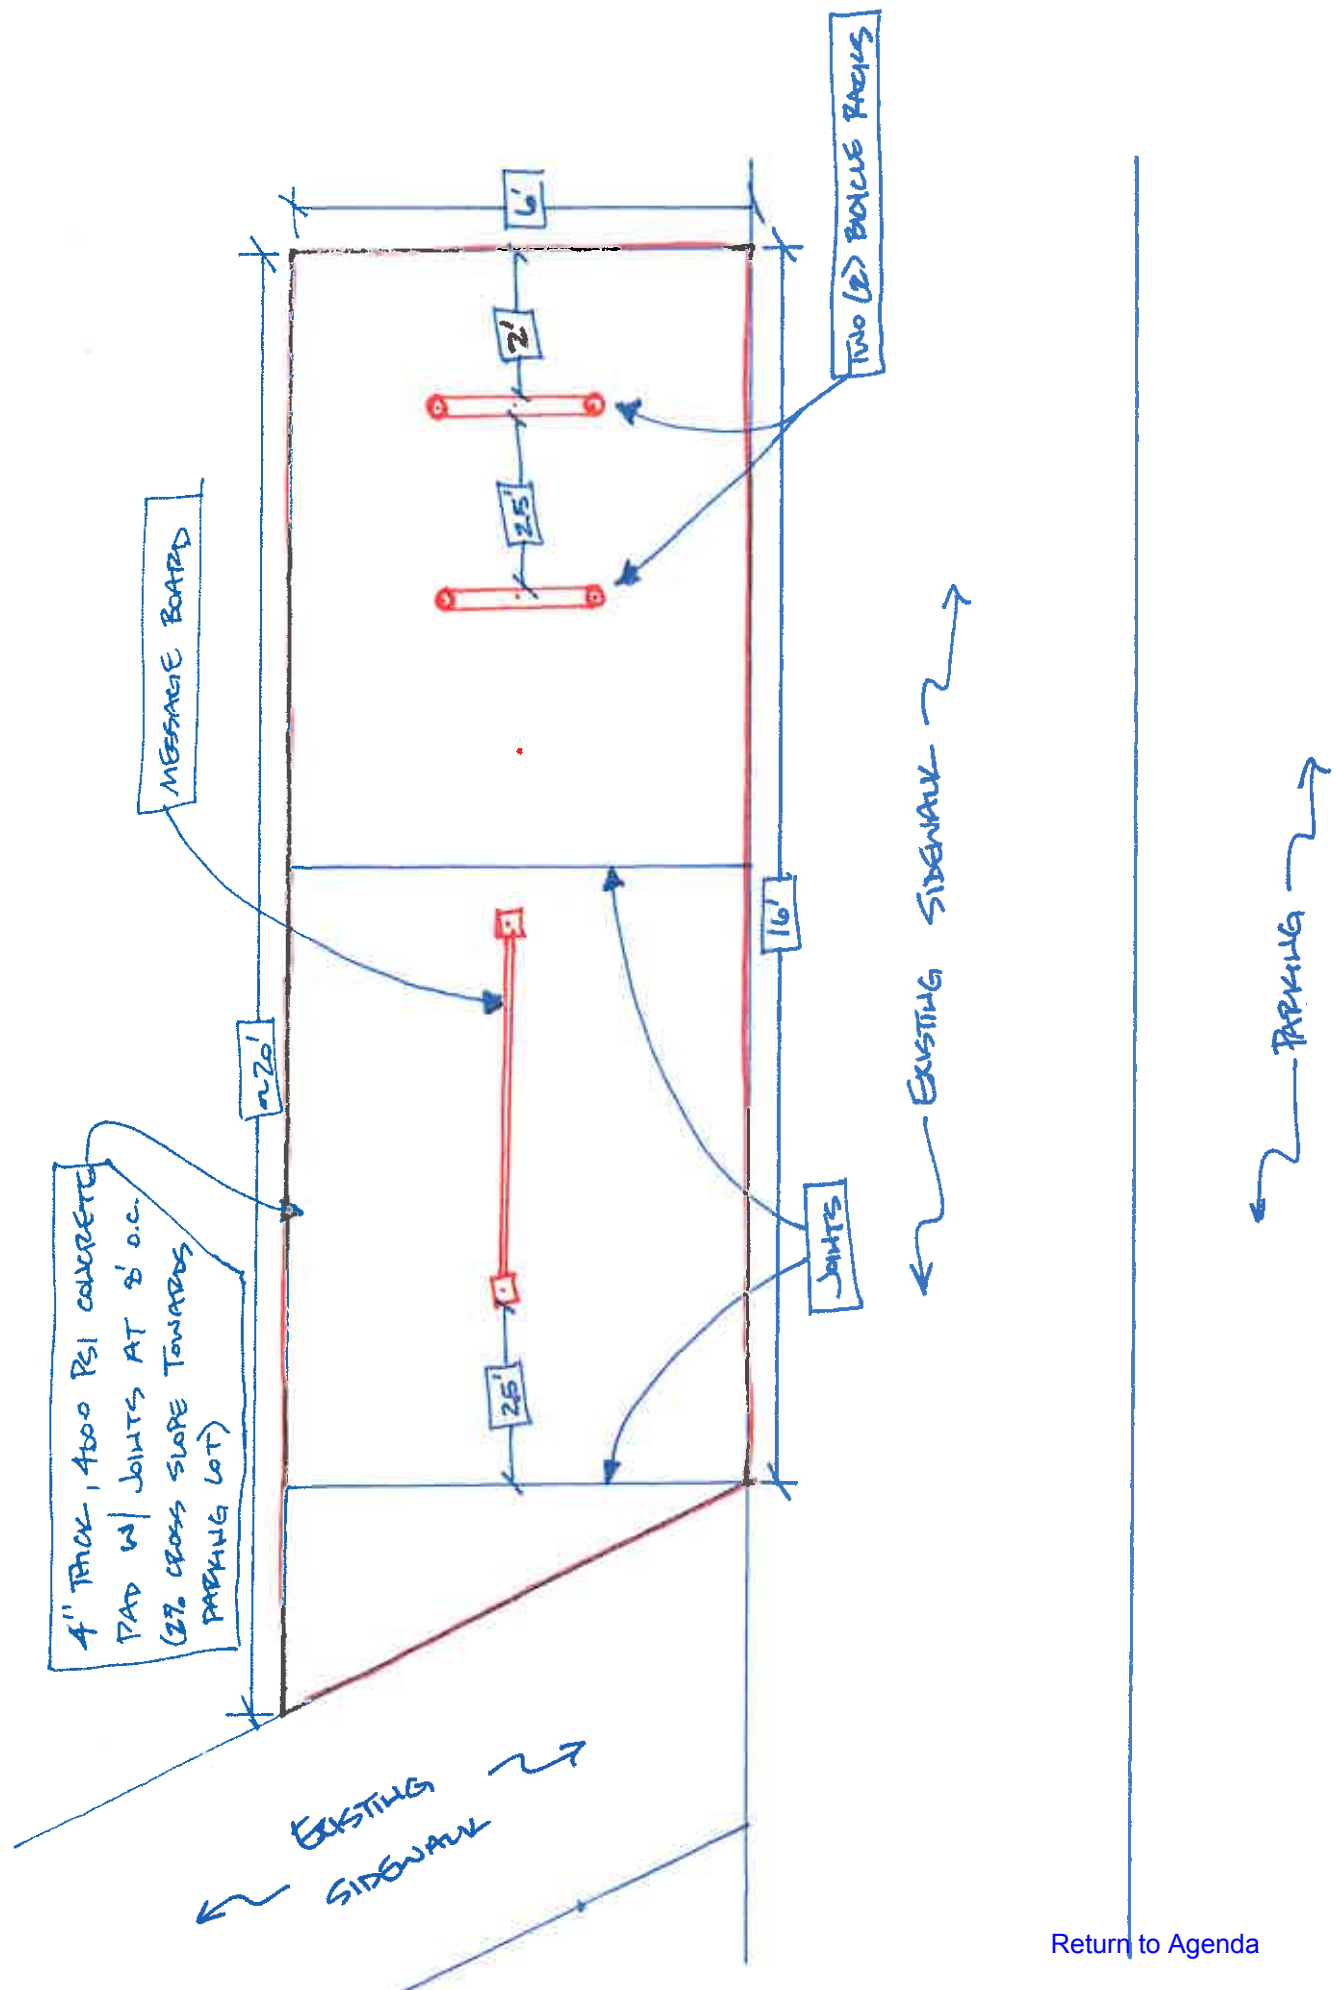 6'
2'
2.5'
TWO (2) BICYCLE RACKS
MESSAGE BOARD
16'
~20'
EXISTING SIDEWALK
PARKING
JOINTS
2.5'
4" THICK, 4000 PSI CONCRETE
PAD W/ JOINTS AT 8' O.C.
(2% CROSS SLOPE TOWARDS
PARKING LOT)
EXISTING
SIDEWALK
Return to Agenda